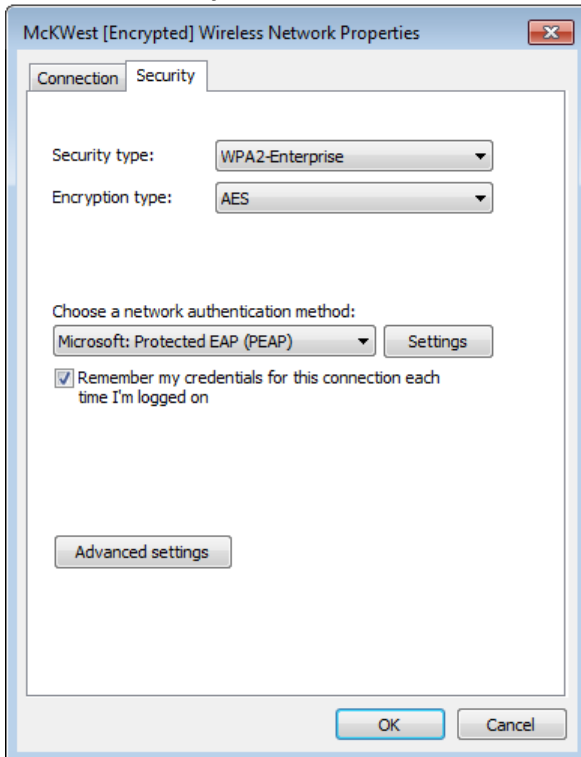 McKWest [Encrypted] Wireless Network Properties
Connection
Security
Security type:
WPA2-Enterprise
Encryption type:
AES
Choose a network authentication method:
Microsoft: Protected EAP (PEAP)
Settings
Remember my credentials for this connection each
time I'm logged on
Advanced settings
OK
Cancel